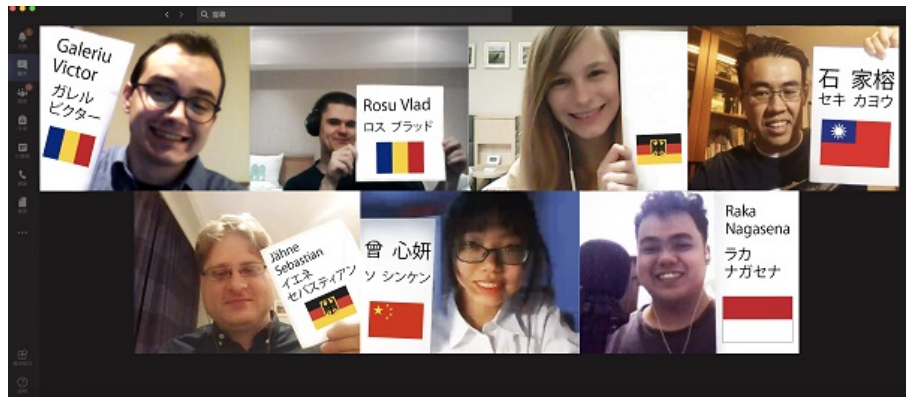 搜尋
Galeriu
Victor
ガレル
ビクター
Rosu Vlad
ロス ブラッド
石 家榕
セキ カヨウ
Jähne
Sebastian
イエネ
セバスティアン
曾 心妍
ソ シンケン
Raka
Nagasena
ラカ
ナガセナ